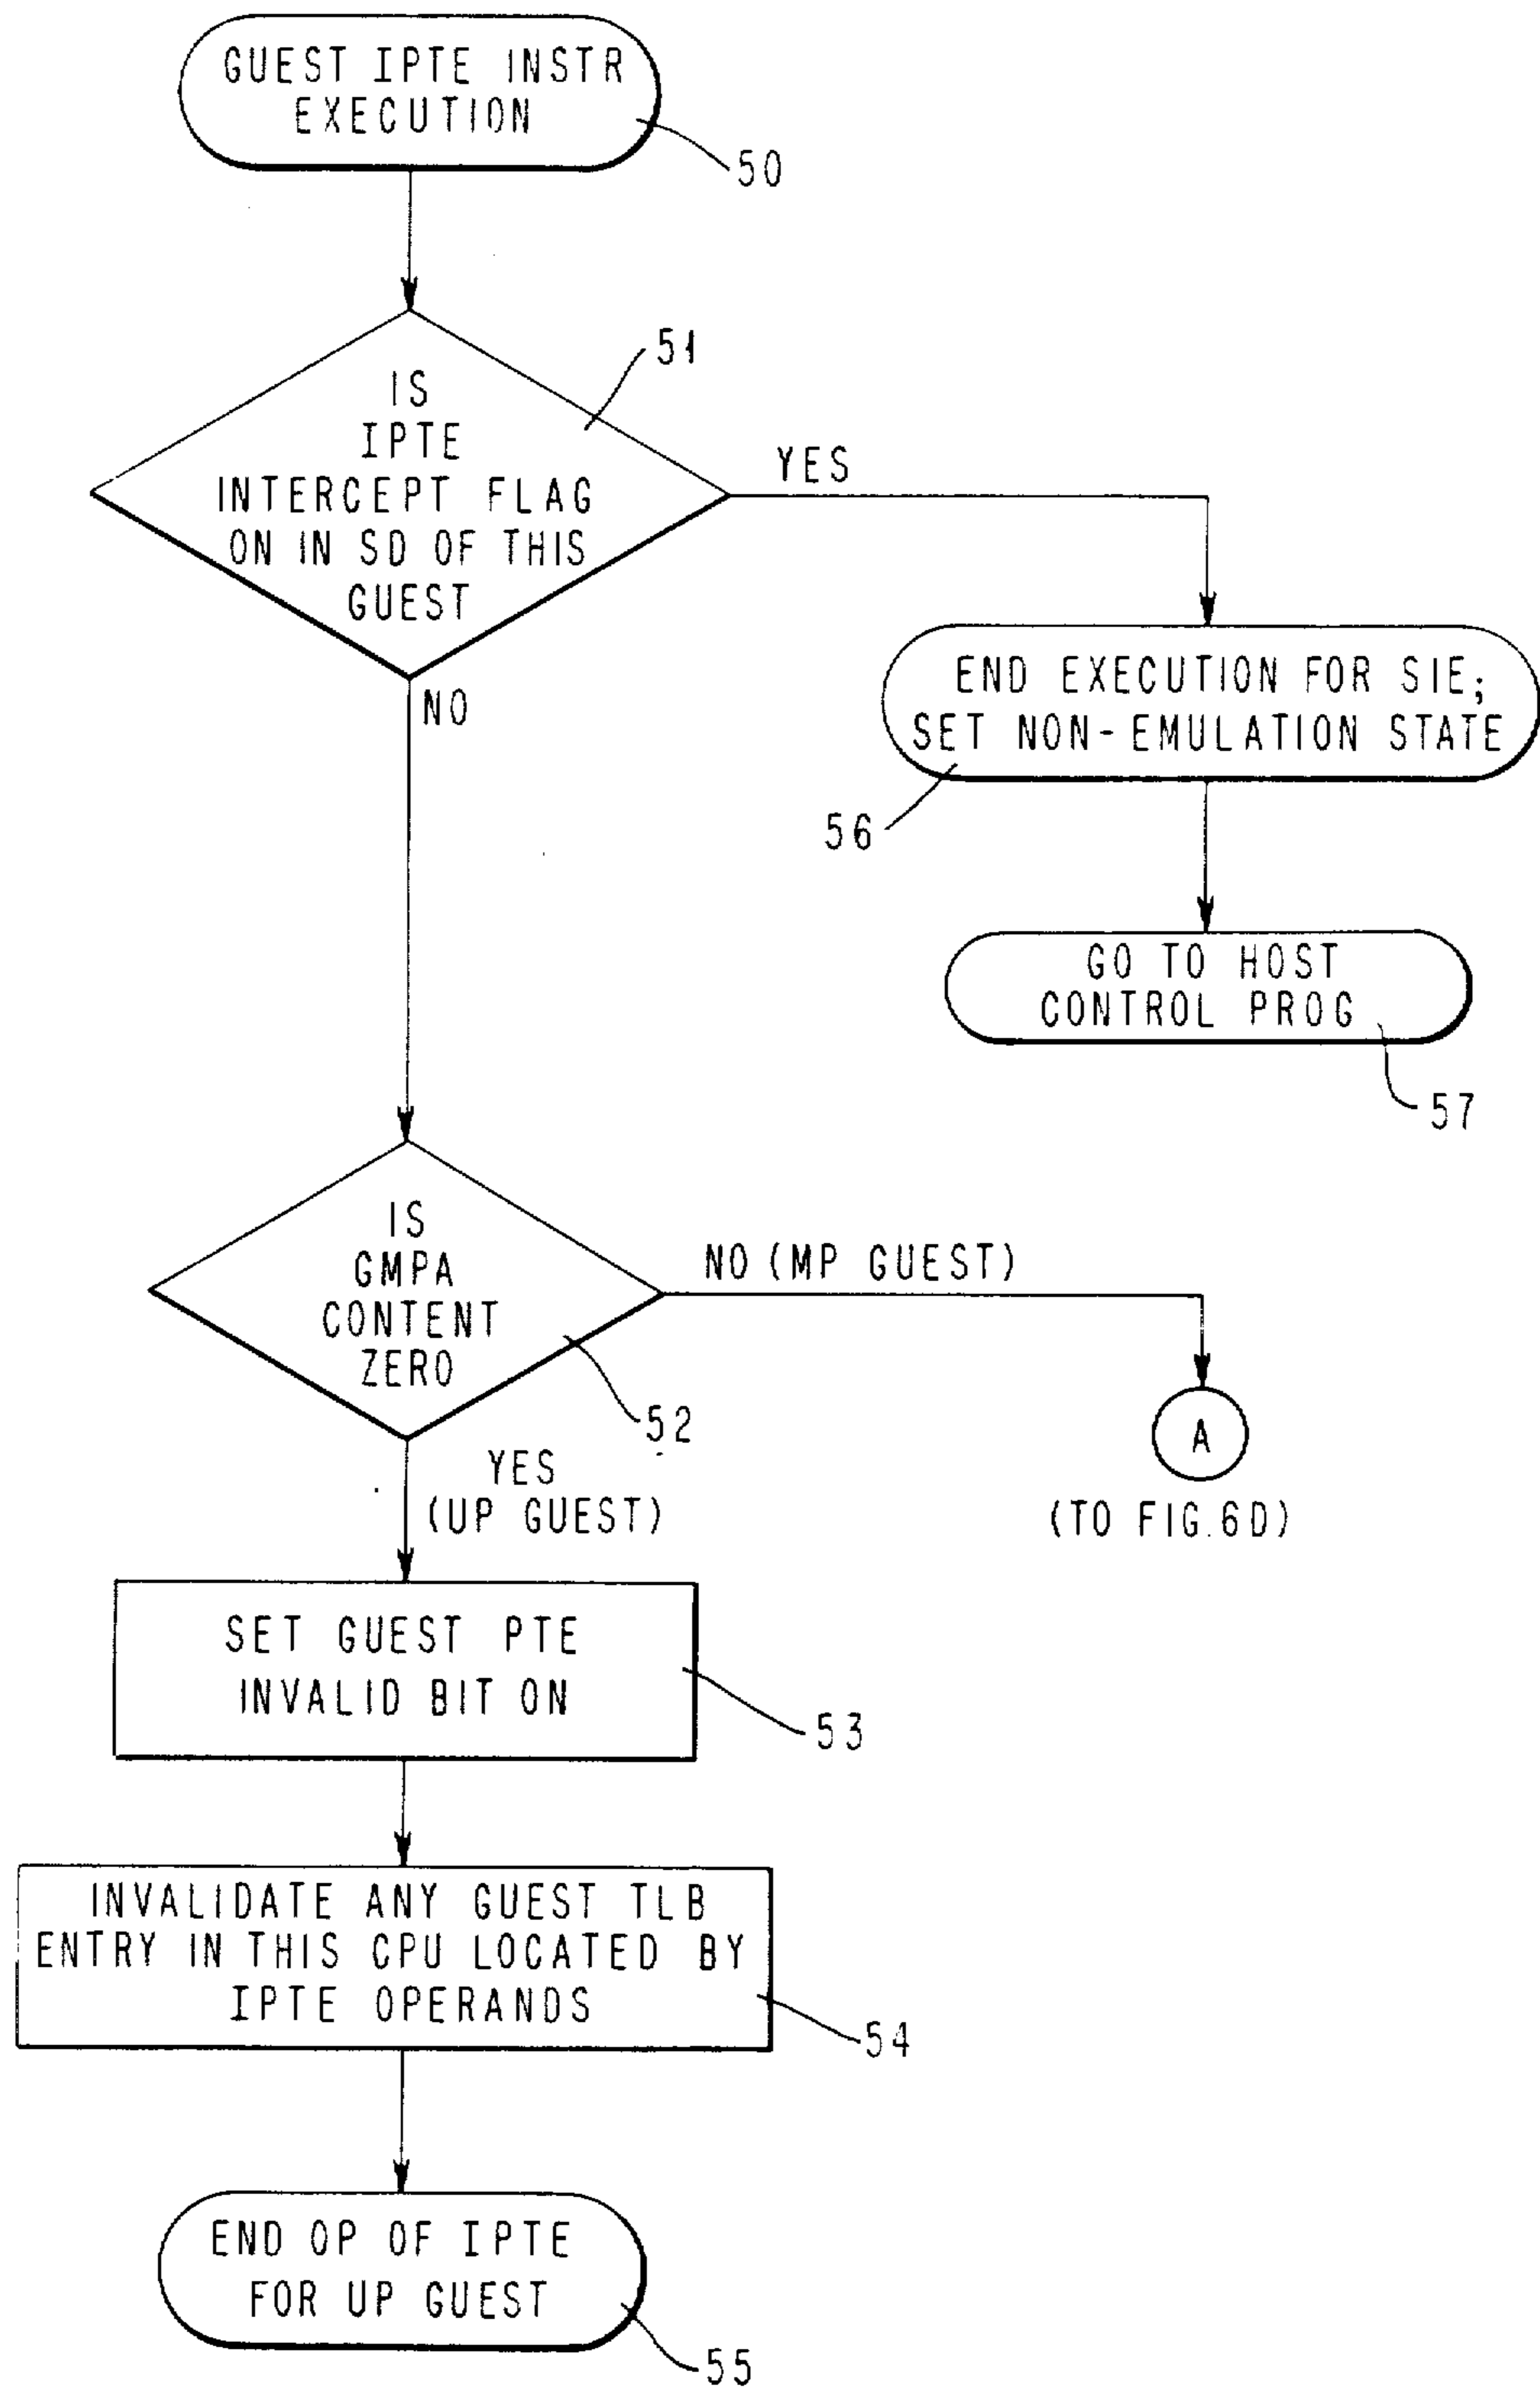 GUEST IPTE INSTR
EXECUTION
50
IS
IPTE
INTERCEPT FLAG
ON IN SD OF THIS
GUEST
51
YES
NO
END EXECUTION FOR SIE;
SET NON-EMULATION STATE
56
GO TO HOST
CONTROL PROG
57
IS
GMPA
CONTENT
ZERO
52
NO (MP GUEST)
A
(TO FIG. 6D)
YES
(UP GUEST)
SET GUEST PTE
INVALID BIT ON
53
INVALIDATE ANY GUEST TLB
ENTRY IN THIS CPU LOCATED BY
IPTE OPERANDS
54
END OP OF IPTE
FOR UP GUEST
55